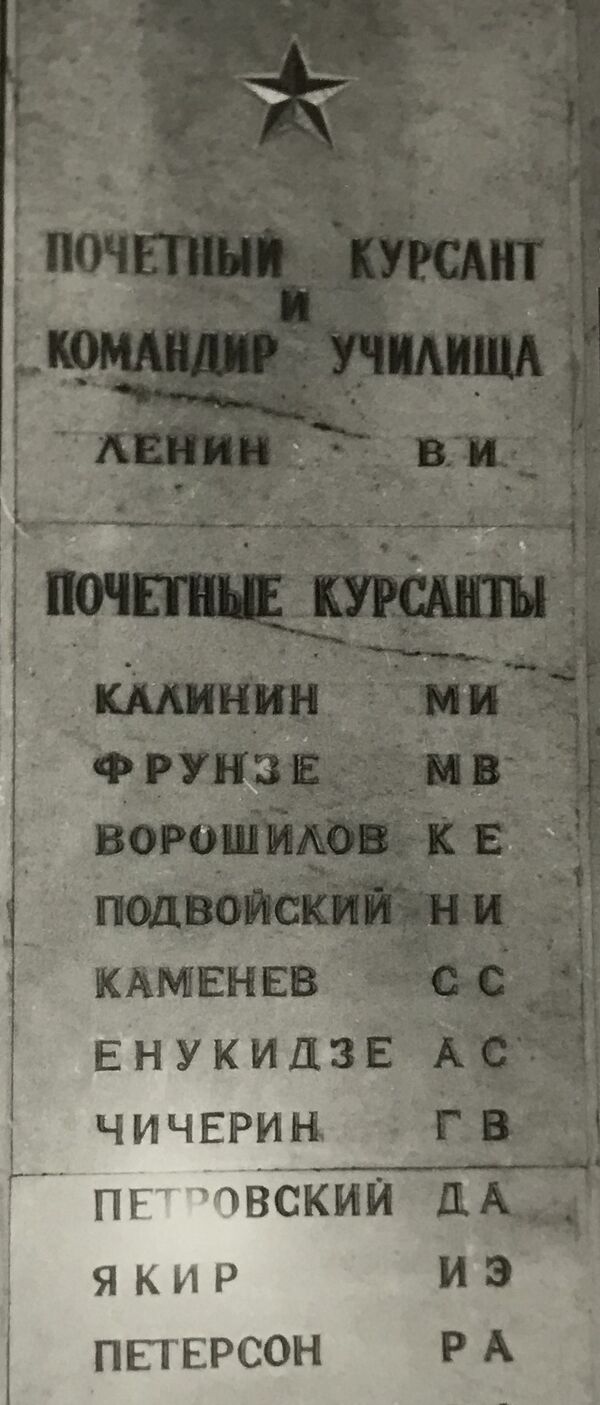 ПОЧЕТНЫЙ КУРСАНТ
И
КОМАНДИР УЧИЛИЩА
ЛЕНИН В И
ПОЧЕТНЫЕ КУРСАНТЫ
КАЛИНИН М И
ФРУНЗЕ М В
ВОРОШИЛОВ К Е
ПОДВОЙСКИЙ Н И
КАМЕНЕВ С С
ЕНУКИДЗЕ А С
ЧИЧЕРИН Г В
ПЕТРОВСКИЙ Д А
ЯКИР И Э
ПЕТЕРСОН Р А